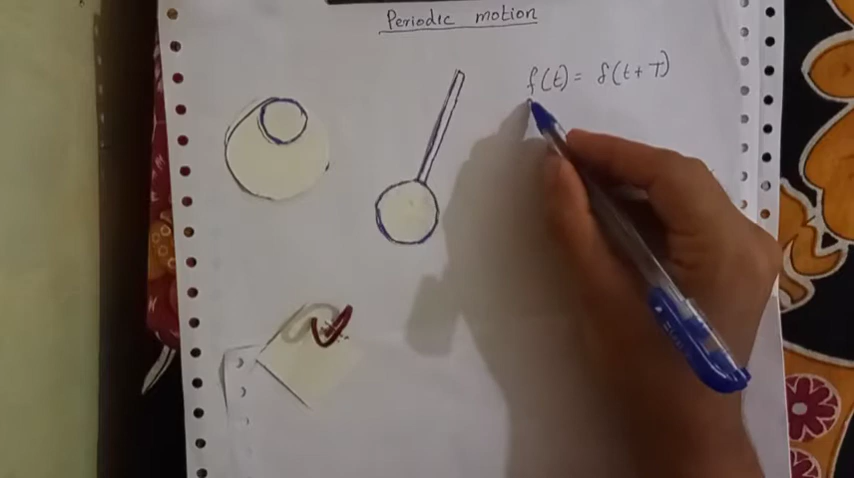 Periodic motion
f(t) = f(t+T)